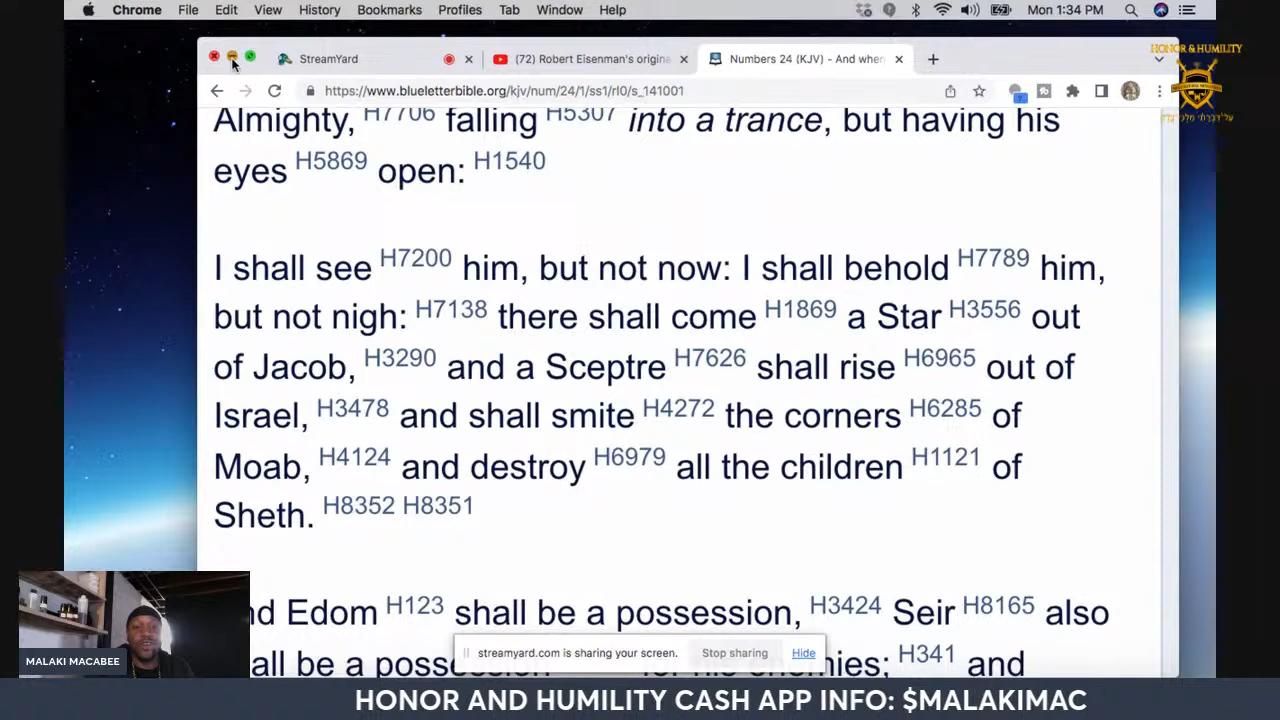 Chrome File Edit View History Bookmarks Profiles Tab Window Help Mon 1:34 PM
HONOR & HUMILITY
StreamYard
(72) Robert Eisenman's origina
Numbers 24 (KJV) - And when
https://www.blueletterbible.org/kjv/num/24/1/ss1/rl0/s_141001
Almighty, H7706 falling H5307 into a trance, but having his
eyes H5869 open: H1540
I shall see H7200 him, but not now: I shall behold H7789 him,
but not nigh: H7138 there shall come H1869 a Star H3556 out
of Jacob, H3290 and a Sceptre H7626 shall rise H6965 out of
Israel, H3478 and shall smite H4272 the corners H6285 of
Moab, H4124 and destroy H6979 all the children H1121 of
Sheth. H8352 H8351
Edom H123 shall be a possession, H3424 Seir H8165 also
shall be a for his enemies; H341 and
streamyard.com is sharing your screen. Stop sharing Hide
MALAKI MACABEE
HONOR AND HUMILITY CASH APP INFO: $MALAKIMAC